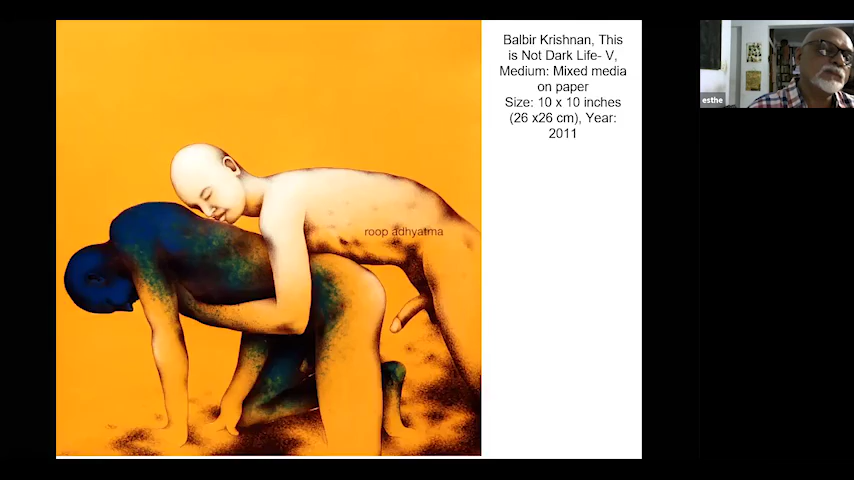 Balbir Krishnan, This
is Not Dark Life- V,
Medium: Mixed media
on paper
Size: 10 x 10 inches
(26 x26 cm), Year:
2011
roop adhyatma
esthe